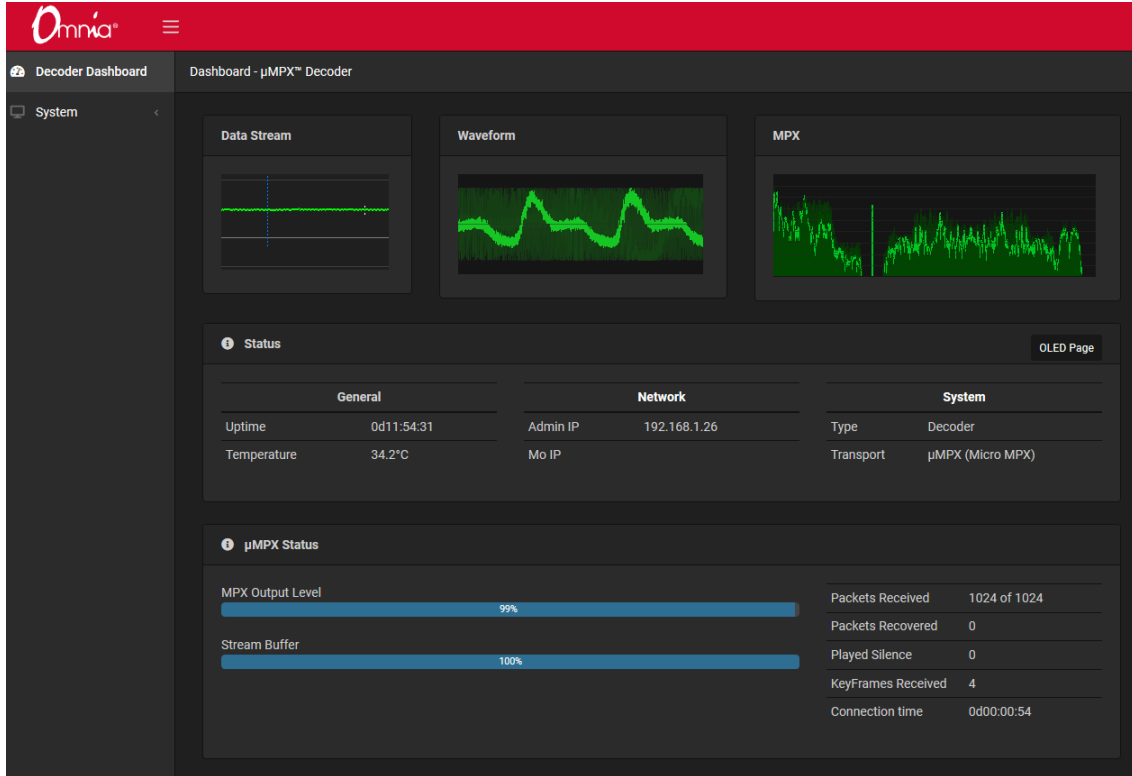 Omnia®
Decoder Dashboard
System
Dashboard - µMPX™ Decoder
Data Stream
Waveform
MPX
Status
OLED Page
General
Uptime 0d11:54:31
Temperature 34.2°C
Network
Admin IP 192.168.1.26
Mo IP
System
Type Decoder
Transport µMPX (Micro MPX)
µMPX Status
MPX Output Level
99%
Stream Buffer
100%
Packets Received 1024 of 1024
Packets Recovered 0
Played Silence 0
KeyFrames Received 4
Connection time 0d00:00:54